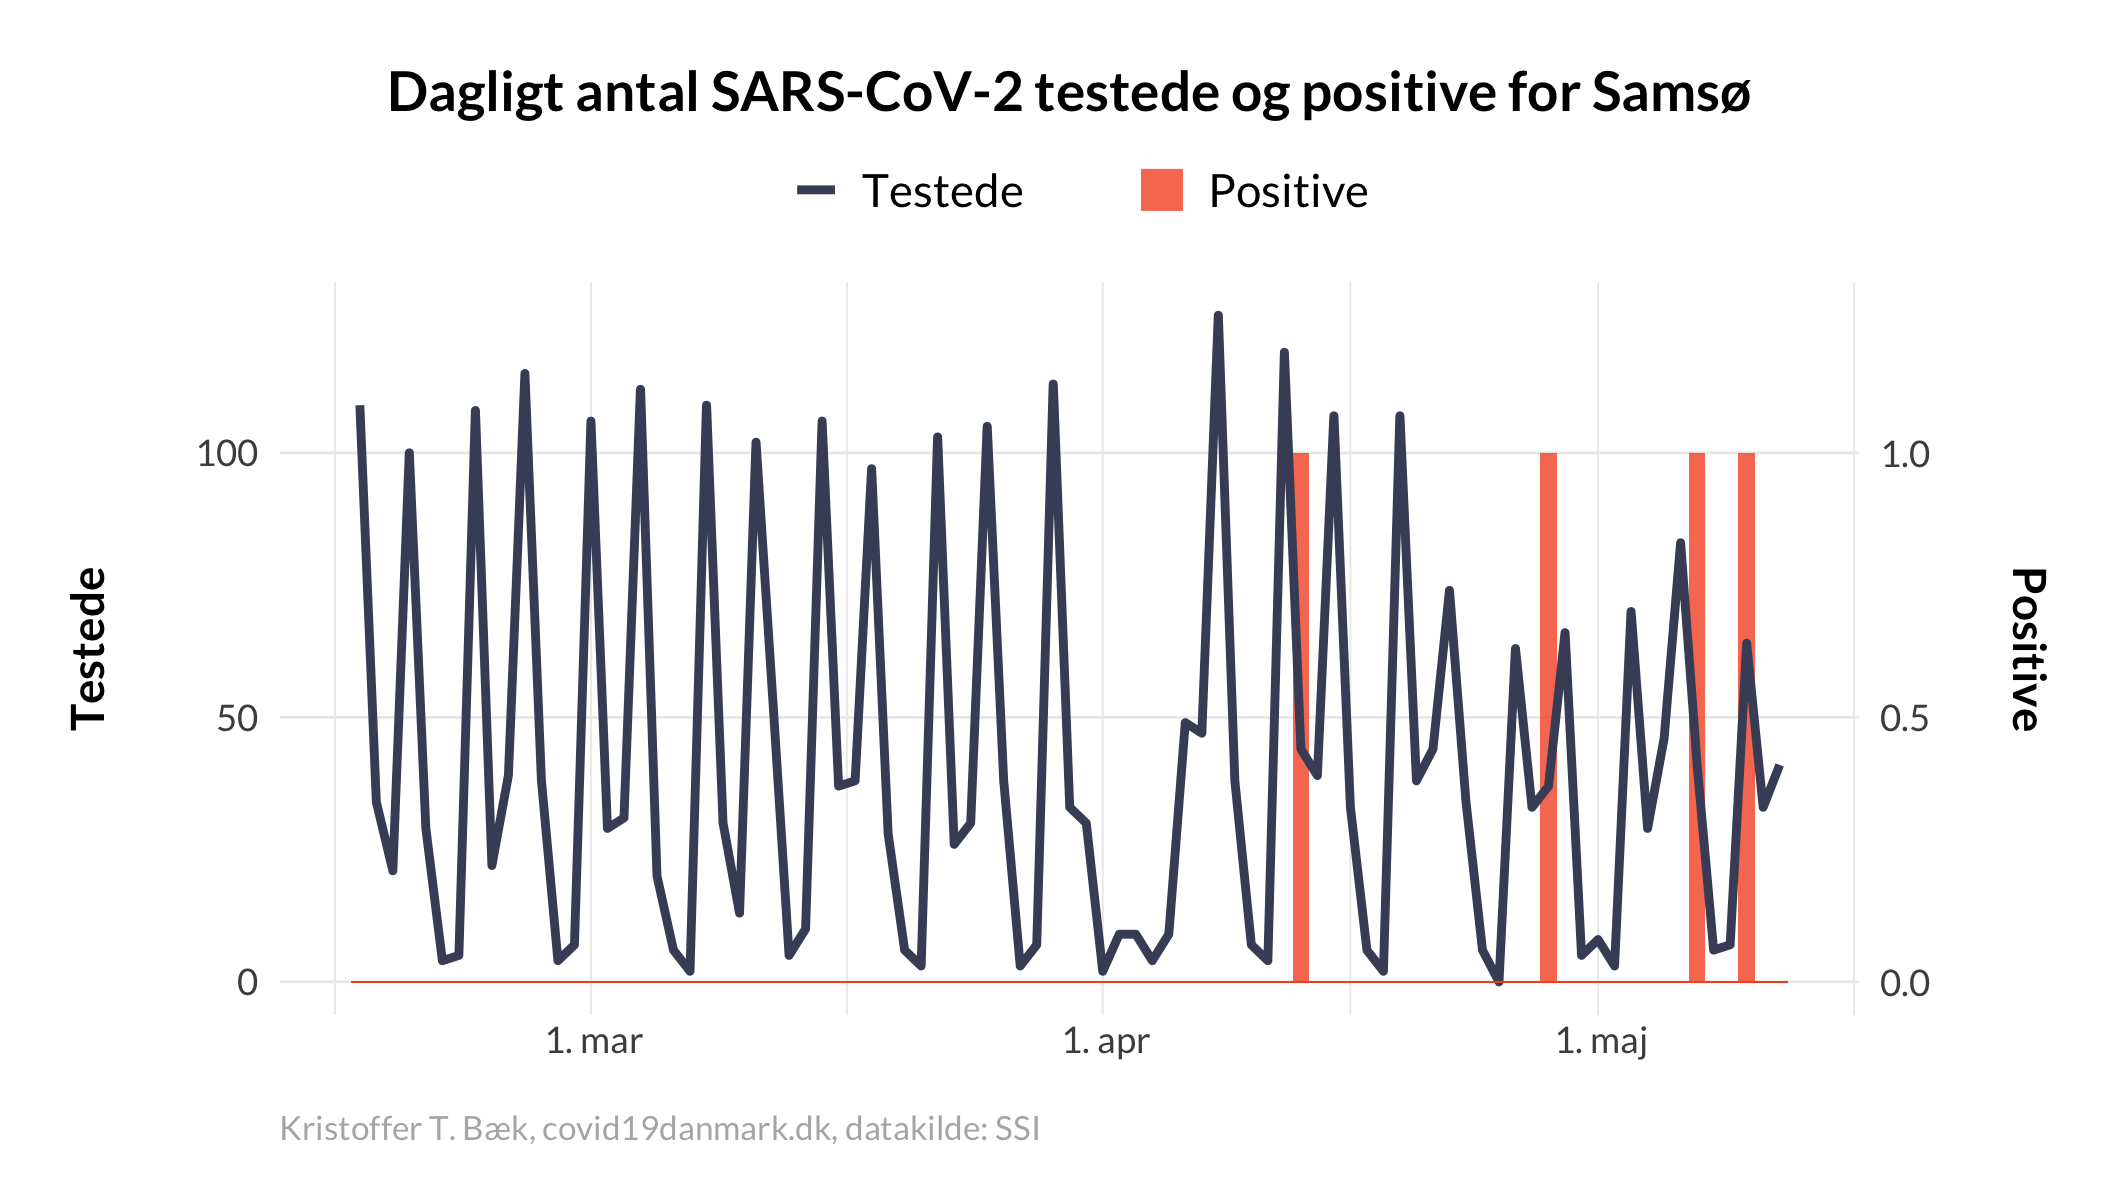 Dagligt antal SARS-CoV-2 testede og positive for Samsø
Testede
Positive
100
50
0
1.0
0.5
0.0
Testede
Positive
1. mar
1. apr
1. maj
Kristoffer T. Bæk, covid19danmark.dk, datakilde: SSI